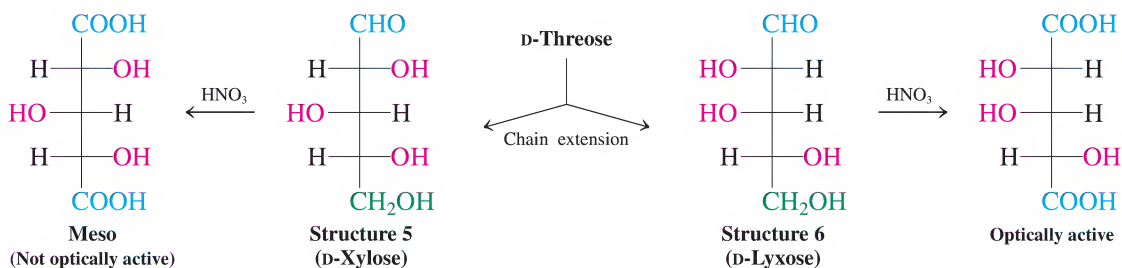 COOH
H OH
HO H
H OH
COOH
Meso
(Not optically active)
HNO3
CHO
H OH
HO H
H OH
CH2OH
Structure 5
(D-Xylose)
D-Threose
Chain extension
CHO
HO H
HO H
H OH
CH2OH
Structure 6
(D-Lyxose)
HNO3
COOH
HO H
HO H
H OH
COOH
Optically active